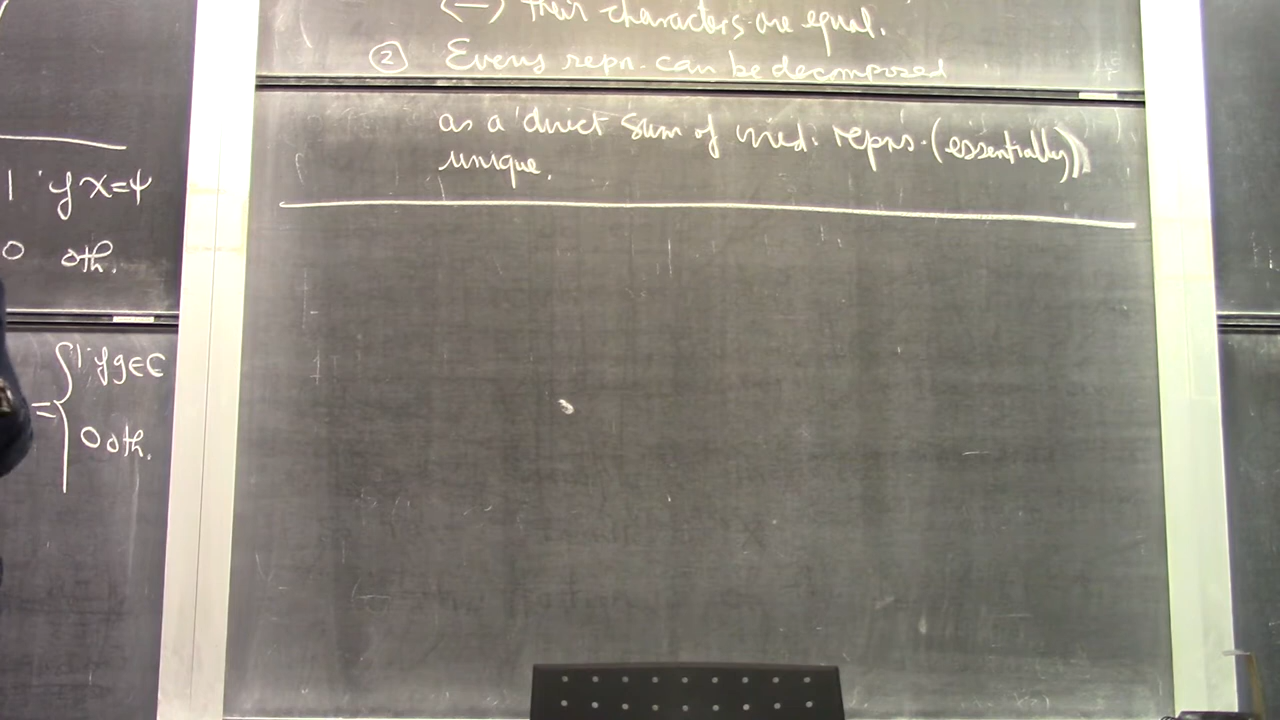 their characters are equal.
② Every repn. can be decomposed
as a direct sum of irred. reprns. (essentially)
unique.
1 if χ=ψ
0 oth.
= { 1 if g∈C
0 oth.